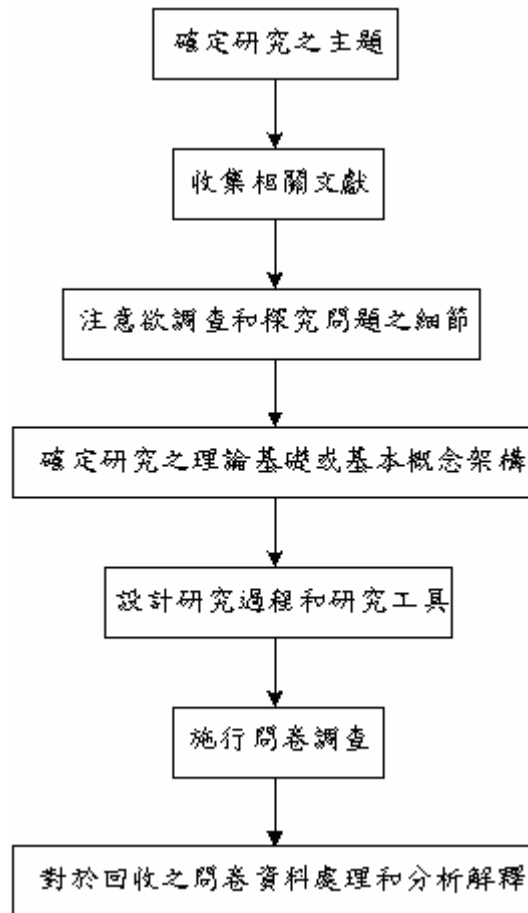 確定研究之主題
收集相關文獻
注意欲調查和探究問題之細節
確定研究之理論基礎或基本概念架構
設計研究過程和研究工具
施行問卷調查
對於回收之問卷資料處理和分析解釋